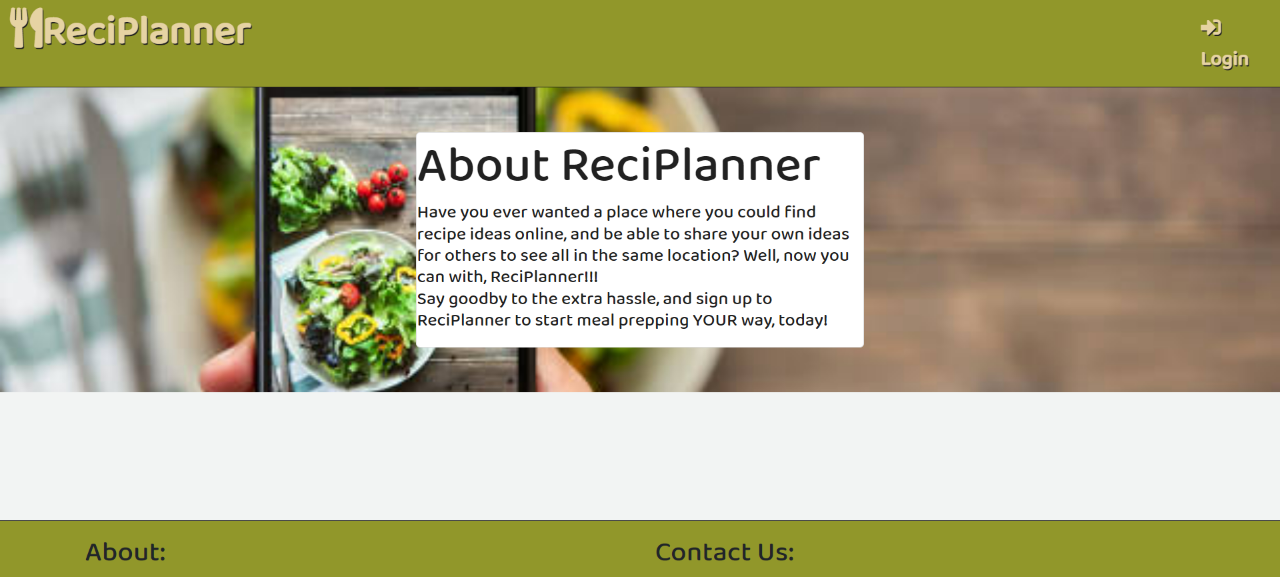 ReciPlanner
Login
About ReciPlanner
Have you ever wanted a place where you could find
recipe ideas online, and be able to share your own ideas
for others to see all in the same location? Well, now you
can with, ReciPlanner!!!
Say goodby to the extra hassle, and sign up to
ReciPlanner to start meal prepping YOUR way, today!
About:
Contact Us: